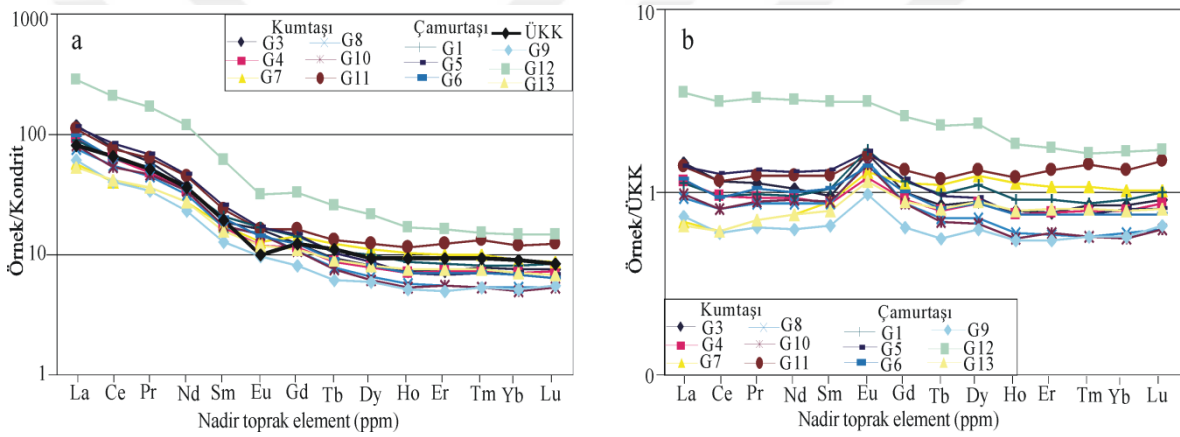 1000
100
10
1
Örnek/Kondrit
a
Kumtaşı
G3
G4
G7
G8
G10
G11
Çamurtaşı
G1
G5
G6
ÜKK
G9
G12
G13
La Ce Pr Nd Sm Eu Gd Tb Dy Ho Er Tm Yb Lu
Nadir toprak element (ppm)
10
1
0
Örnek/ÜKK
b
Kumtaşı
G3
G4
G7
G8
G10
G11
Çamurtaşı
G1
G5
G6
G9
G12
G13
La Ce Pr Nd Sm Eu Gd Tb Dy Ho Er Tm Yb Lu
Nadir toprak element (ppm)